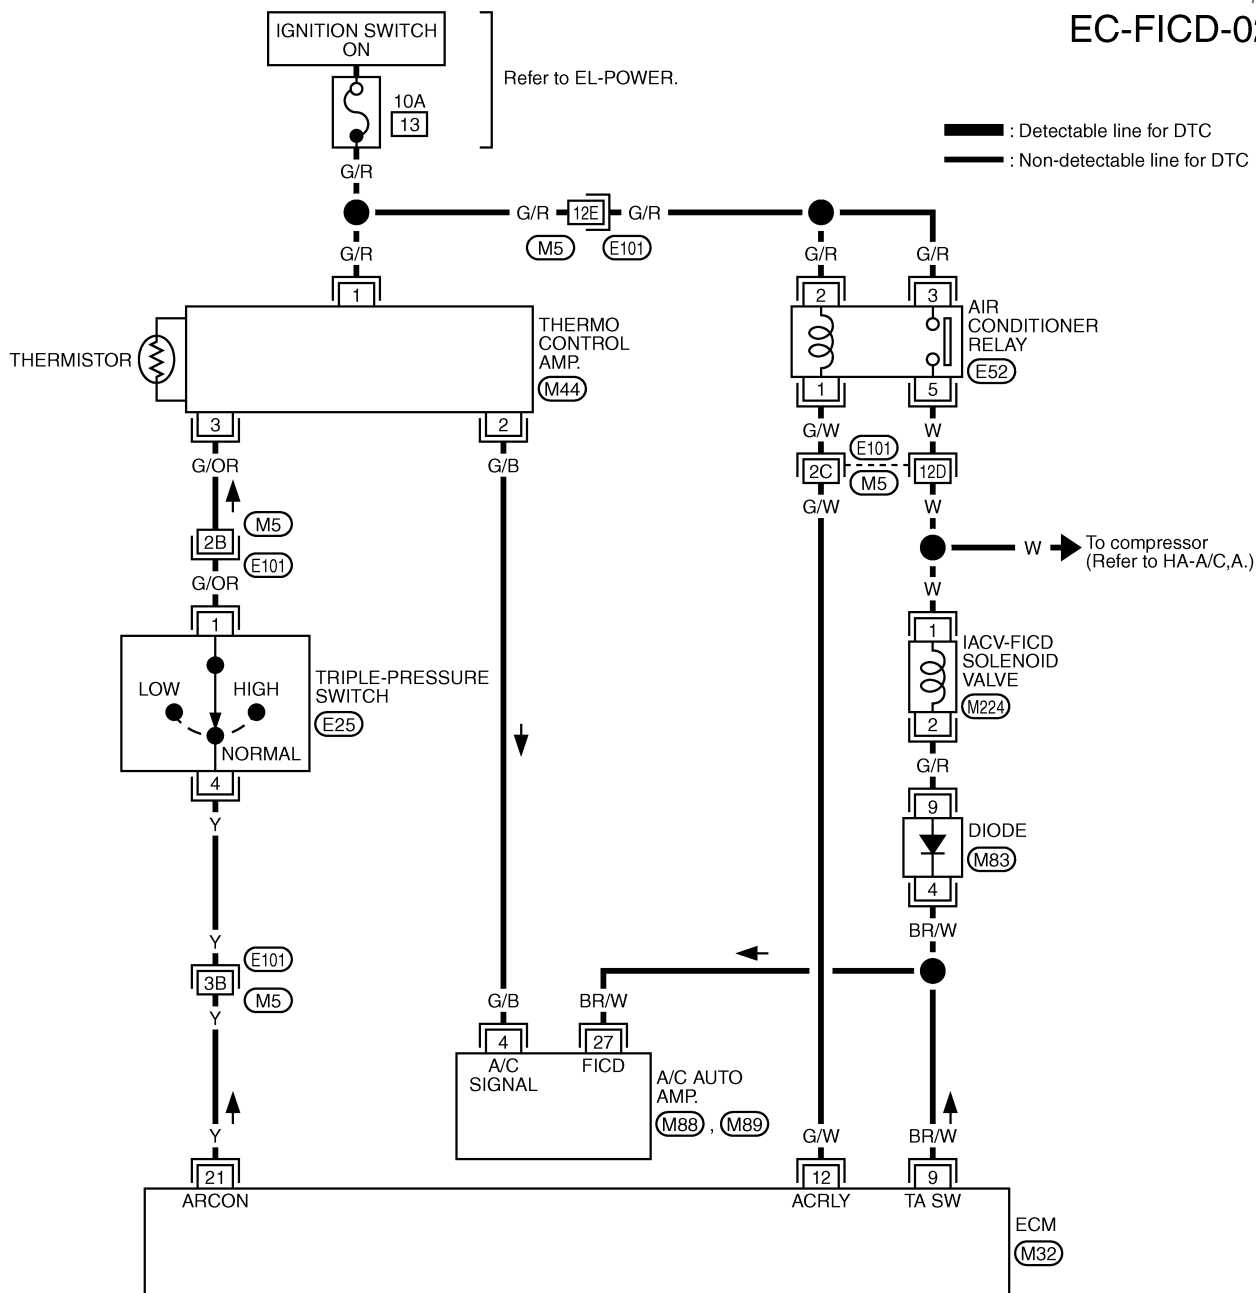 EC-FICD-02
IGNITION SWITCH
ON
Refer to EL-POWER.
10A
13
: Detectable line for DTC
: Non-detectable line for DTC
G/R
G/R 12E G/R
M5 E101
G/R G/R G/R
1 2 3
THERMISTOR
THERMO
CONTROL
AMP.
M44
AIR
CONDITIONER
RELAY
E52
3 2 1 5
G/OR G/B G/W W
E101
2C 12D
M5
G/W W
M5
2B
E101
G/OR
W To compressor
(Refer to HA-A/C,A.)
W
1 1
IACV-FICD
SOLENOID
VALVE
M224
TRIPLE-PRESSURE
SWITCH
E25
LOW HIGH
NORMAL
2
4
G/R
Y
9
DIODE
M83
4
BR/W
Y
E101
3B
M5
Y
G/B BR/W
4 27
A/C
SIGNAL
FICD
A/C AUTO
AMP.
M88 , M89
Y G/W BR/W
21 12 9
ARCON ACRLY TA SW
ECM
M32